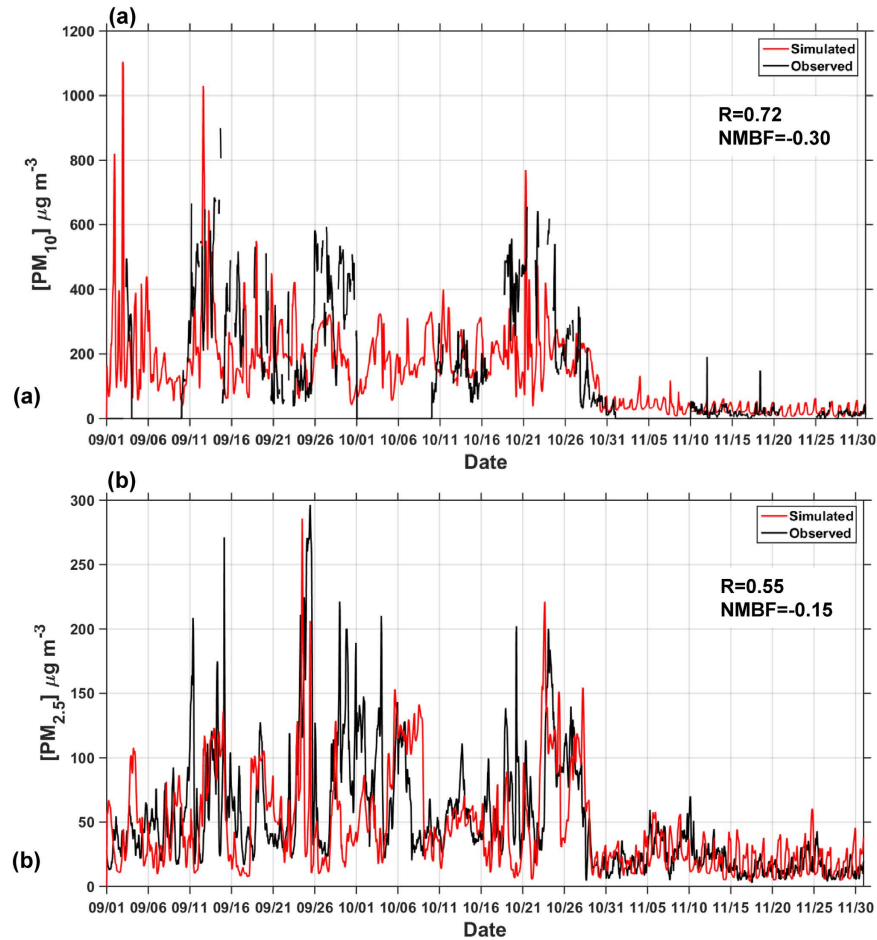 (a)
1200
1000
800
600
400
200
0
[PM10] μg m-3
Simulated
Observed
R=0.72
NMBF=-0.30
(a)
09/01 09/06 09/11 09/16 09/21 09/26 10/01 10/06 10/11 10/16 10/21 10/26 10/31 11/05 11/10 11/15 11/20 11/25 11/30
Date
(b)
300
250
200
150
100
50
0
[PM2.5] μg m-3
Simulated
Observed
R=0.55
NMBF=-0.15
(b)
09/01 09/06 09/11 09/16 09/21 09/26 10/01 10/06 10/11 10/16 10/21 10/26 10/31 11/05 11/10 11/15 11/20 11/25 11/30
Date